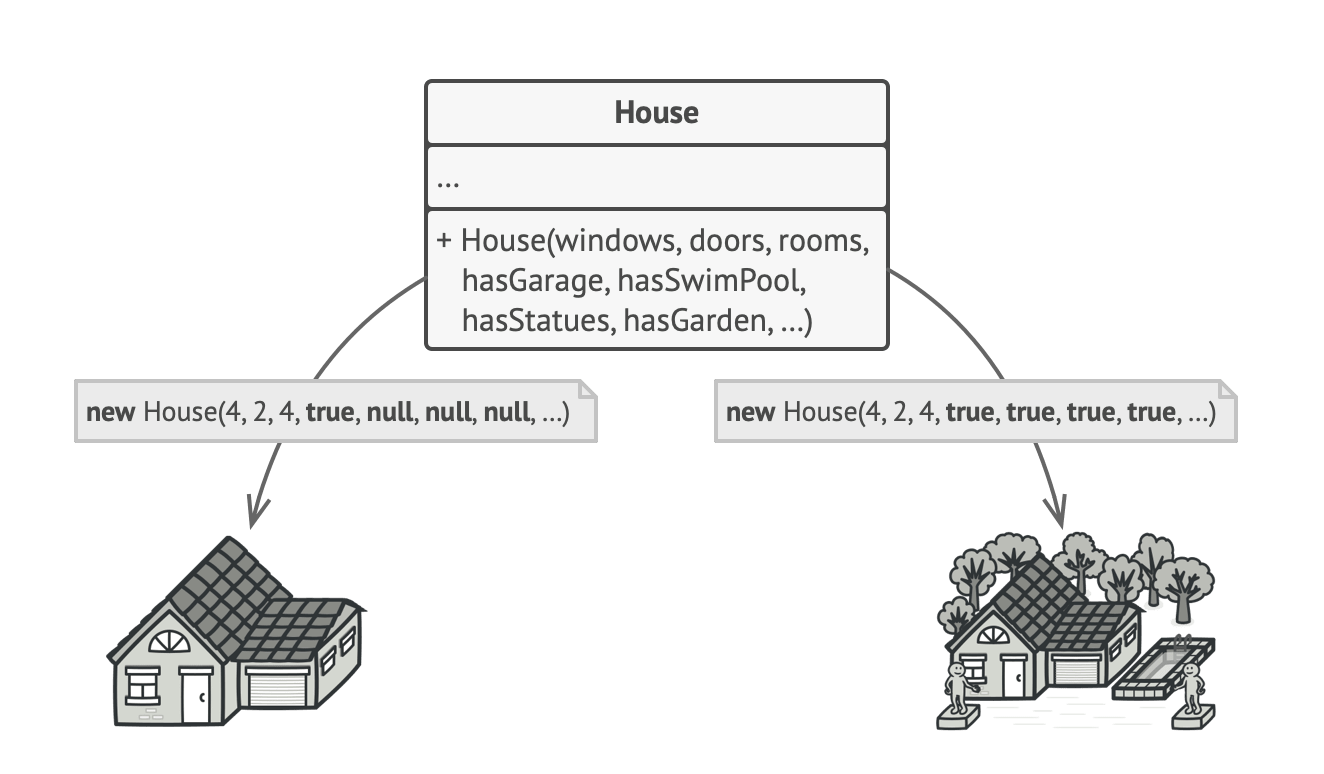 House
...
+ House(windows, doors, rooms,
hasGarage, hasSwimPool,
hasStatues, hasGarden, ...)
new House(4, 2, 4, true, null, null, null, ...)
new House(4, 2, 4, true, true, true, true, ...)